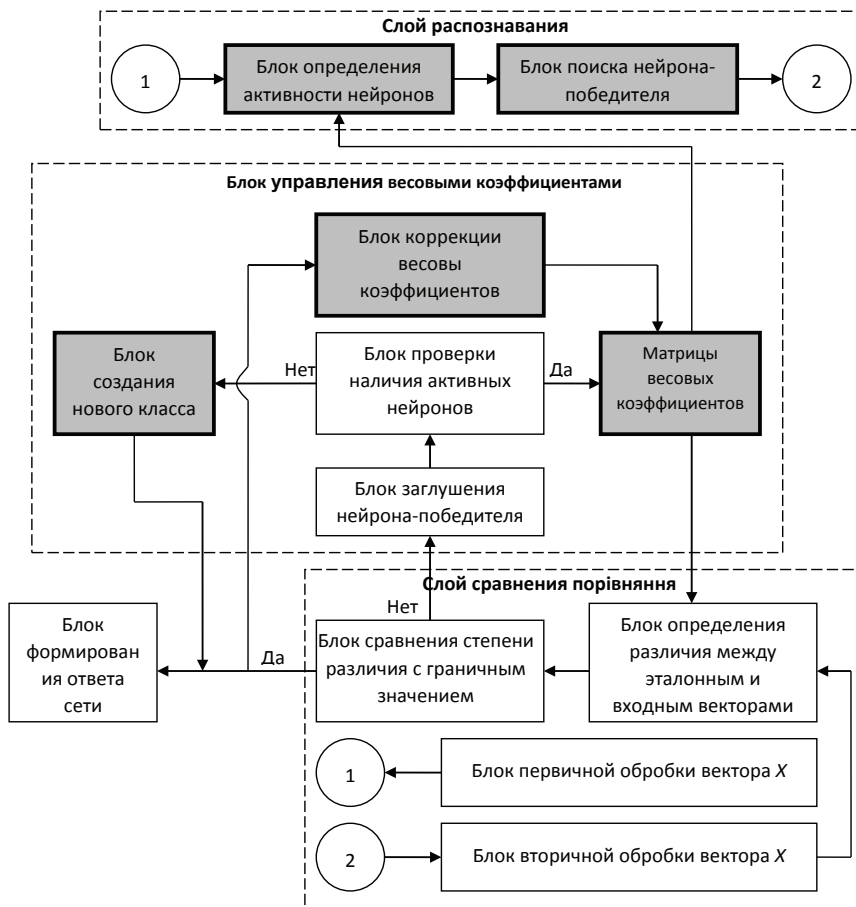 Слой распознавания
1
Блок определения
активности нейронов
Блок поиска нейрона-
победителя
2
Блок управления весовыми коэффициентами
Блок коррекции
весовы
коэффициентов
Блок
создания
нового класса
Нет
Блок проверки
наличия активных
нейронов
Да
Матрицы
весовых
коэффициентов
Блок заглушения
нейрона-победителя
Слой сравнения порівняння
Нет
Блок
формирован
ия ответа
сети
Да
Блок сравнения степени
различия с граничным
значением
Блок определения
различия между
эталонным и
входным векторами
1
Блок первичной обробки вектора X
2
Блок вторичной обробки вектора X